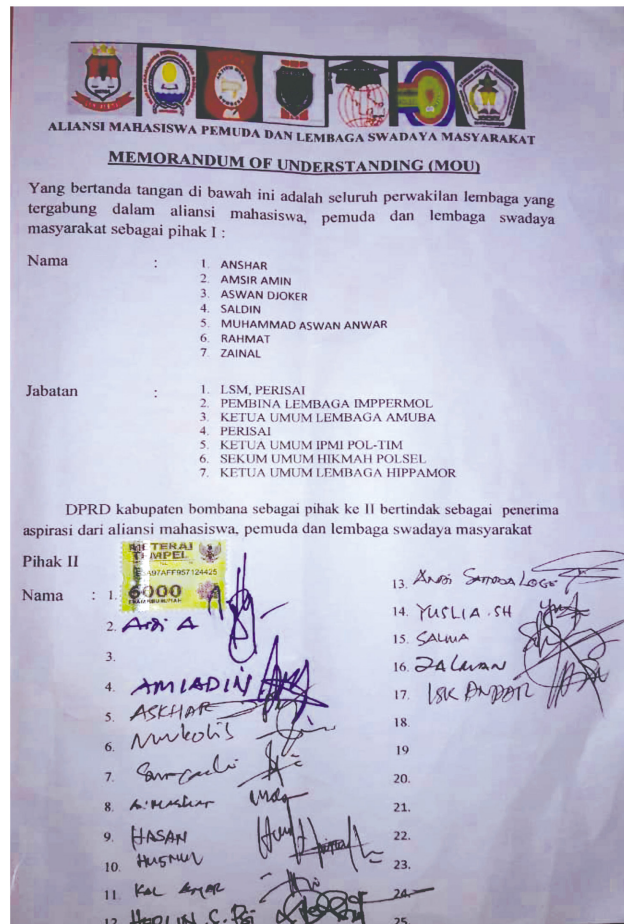 ALIANSI MAHASISWA PEMUDA DAN LEMBAGA SWADAYA MASYARAKAT
MEMORANDUM OF UNDERSTANDING (MOU)
Yang bertanda tangan di bawah ini adalah seluruh perwakilan lembaga yang
tergabung dalam aliansi mahasiswa, pemuda dan lembaga swadaya
masyarakat sebagai pihak I :
Nama :
1. ANSHAR
2. AMSIR AMIN
3. ASWAN DJOKER
4. SALDIN
5. MUHAMMAD ASWAN ANWAR
6. RAHMAT
7. ZAINAL
Jabatan :
1. LSM, PERISAI
2. PEMBINA LEMBAGA IMPPERMOL
3. KETUA UMUM LEMBAGA AMUBA
4. PERISAI
5. KETUA UMUM IPMI POL-TIM
6. SEKUM UMUM HIKMAH POLSEL
7. KETUA UMUM LEMBAGA HIPPAMOR
DPRD kabupaten bombana sebagai pihak ke II bertindak sebagai penerima
aspirasi dari aliansi mahasiswa, pemuda dan lembaga swadaya masyarakat
Pihak II
METERAI
TEMPEL
6000
Nama : 1.
2. Ardi A
3.
4. AMIADIN
5. ASKHAR
6. Nurkolis
7.
8.
9. HASAN
10. HUSNUL
11.
12.
13. ANDI
14. YUSLIA.SH
15. SALMA
16. ZALMAN
17. ISKANDAR
18.
19
20.
21.
22.
23.
24.
25.